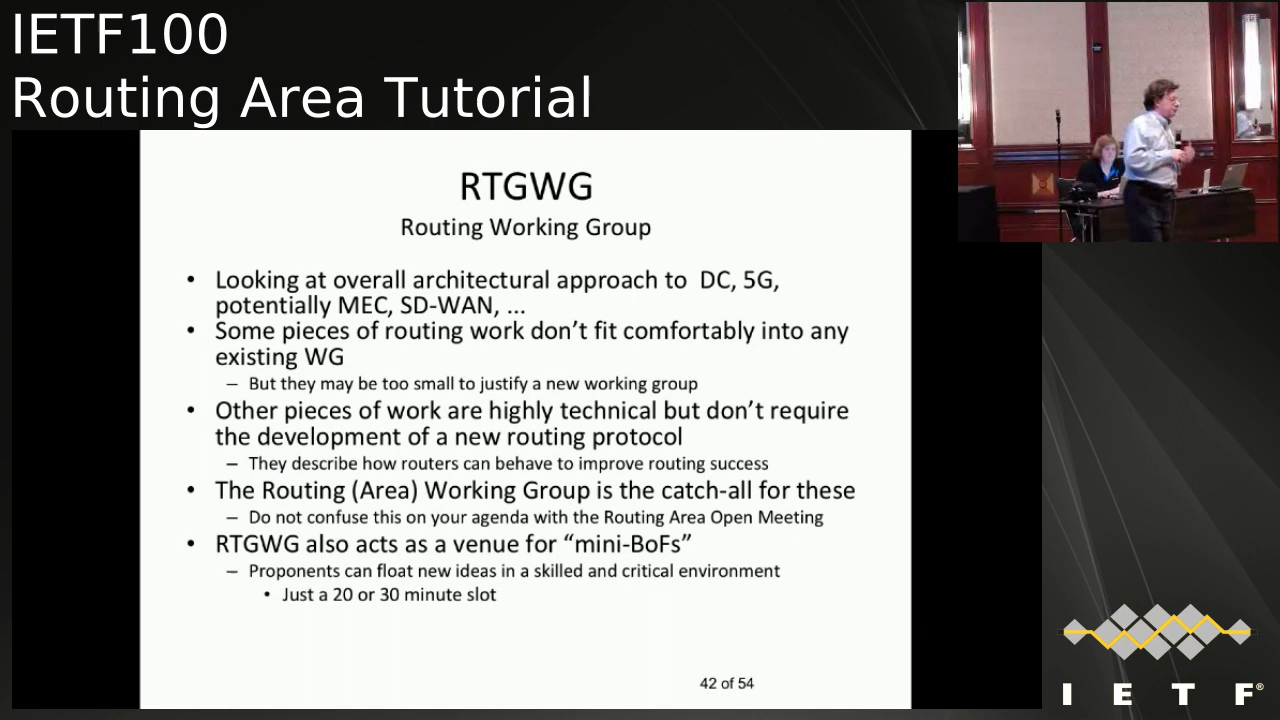 IETF100
Routing Area Tutorial
RTGWG
Routing Working Group
• Looking at overall architectural approach to DC, 5G,
potentially MEC, SD-WAN, ...
• Some pieces of routing work don’t fit comfortably into any
existing WG
– But they may be too small to justify a new working group
• Other pieces of work are highly technical but don’t require
the development of a new routing protocol
– They describe how routers can behave to improve routing success
• The Routing (Area) Working Group is the catch-all for these
– Do not confuse this on your agenda with the Routing Area Open Meeting
• RTGWG also acts as a venue for “mini-BoFs”
– Proponents can float new ideas in a skilled and critical environment
• Just a 20 or 30 minute slot
42 of 54
I E T F®